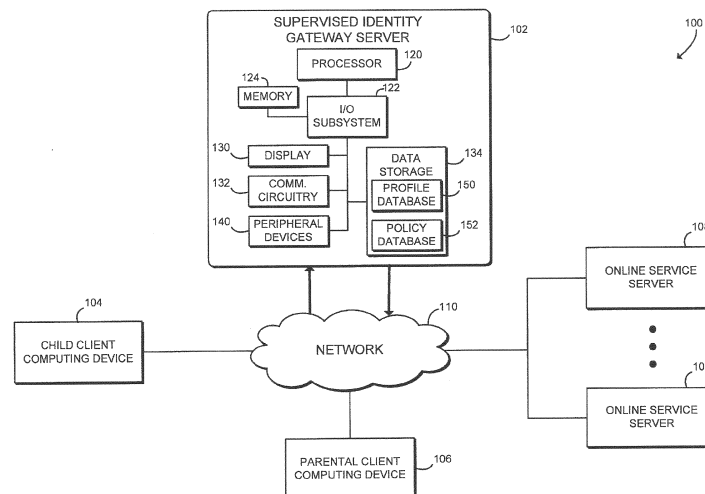 SUPERVISED IDENTITY
GATEWAY SERVER
102
100
PROCESSOR
120
124
MEMORY
122
I/O
SUBSYSTEM
130
DISPLAY
132
COMM.
CIRCUITRY
140
PERIPHERAL
DEVICES
DATA
STORAGE
134
PROFILE
DATABASE
150
POLICY
DATABASE
152
104
CHILD CLIENT
COMPUTING DEVICE
110
NETWORK
ONLINE SERVICE
SERVER
ONLINE SERVICE
SERVER
106
PARENTAL CLIENT
COMPUTING DEVICE